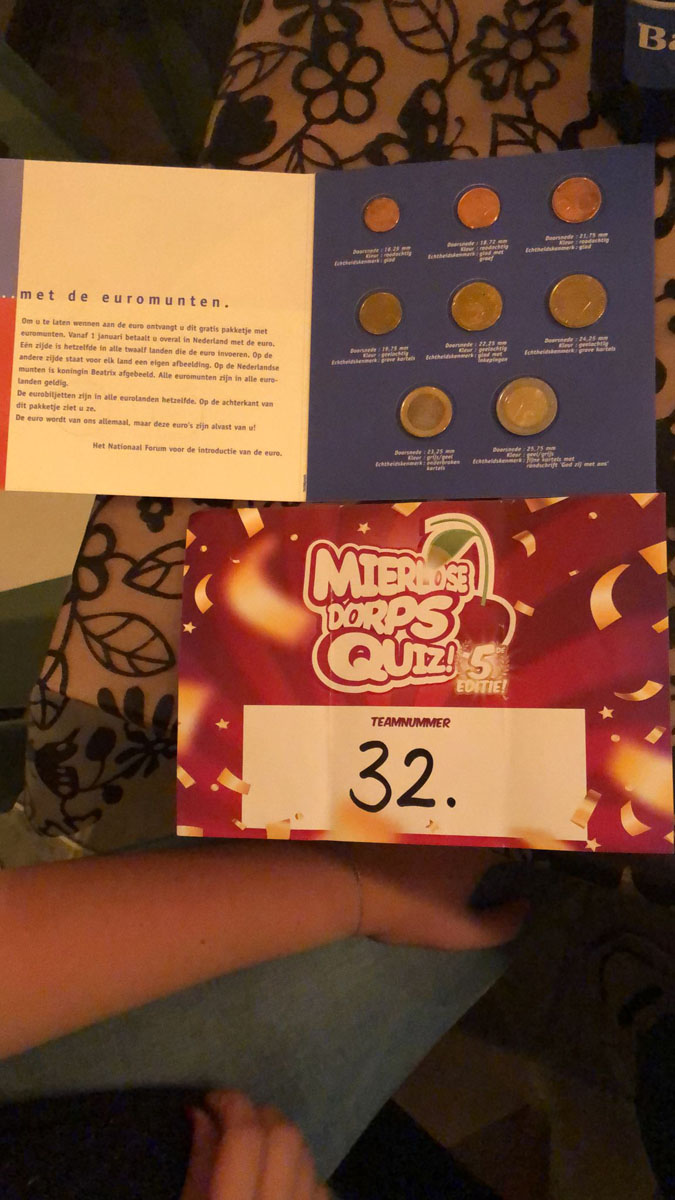 Ba
met de euromunten.
Om u te laten wennen aan de euro ontvangt u dit gratis pakketje met
euromunten. Vanaf 1 januari betaalt u overal in Nederland met de euro.
Eén zijde is hetzelfde in alle twaalf landen die de euro invoeren. Op de
andere zijde staat voor elk land een eigen afbeelding. Op de Nederlandse
munten is koningin Beatrix afgebeeld. Alle euromunten zijn in alle euro-
landen geldig.
De eurobiljetten zijn in alle eurolanden hetzelfde. Op de achterkant van
dit pakketje ziet u ze.
De euro wordt van ons allemaal, maar deze euro's zijn alvast van u!
Het Nationaal Forum voor de introductie van de euro.
Doorsnede : 16,25 mm
Kleur : roodachtig
Echtheidskenmerk : glad
Doorsnede : 18,75 mm
Kleur : roodachtig
Echtheidskenmerk : glad met
groef
Doorsnede : 21,75 mm
Kleur : roodachtig
Echtheidskenmerk : glad
Doorsnede : 19,75 mm
Kleur : geelachtig
Echtheidskenmerk : grove kartels
Doorsnede : 22,25 mm
Kleur : geelachtig
Echtheidskenmerk : glad met
inkepingen
Doorsnede : 24,25 mm
Kleur : geelachtig
Echtheidskenmerk : grove kartels
Doorsnede : 23,25 mm
Kleur : grijs/geel
Echtheidskenmerk : onderbroken
kartels
Doorsnede : 25,75 mm
Kleur : geel/grijs
Echtheidskenmerk : fijne kartels met
randschrift 'God zij met ons'
MIERLOSE
DORPS
QUIZ!
5DE
EDITIE!
TEAMNUMMER
32.